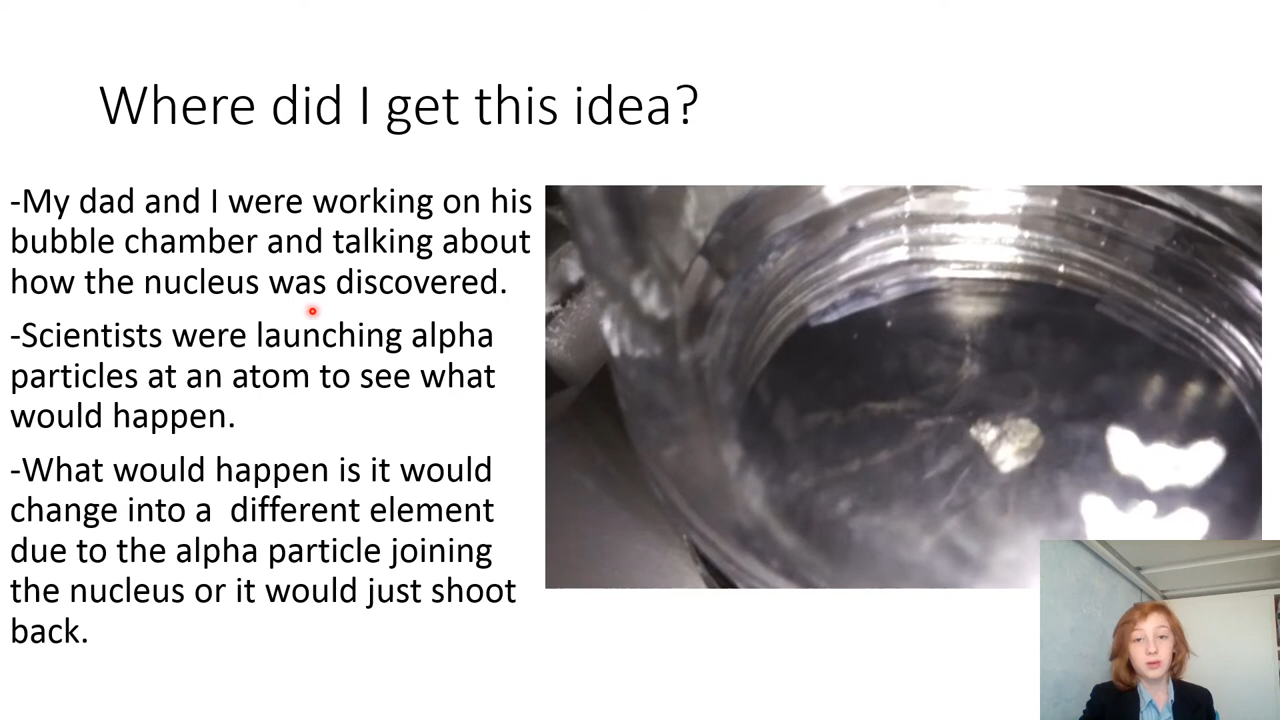 Where did I get this idea?
-My dad and I were working on his
bubble chamber and talking about
how the nucleus was discovered.
-Scientists were launching alpha
particles at an atom to see what
would happen.
-What would happen is it would
change into a  different element
due to the alpha particle joining
the nucleus or it would just shoot
back.